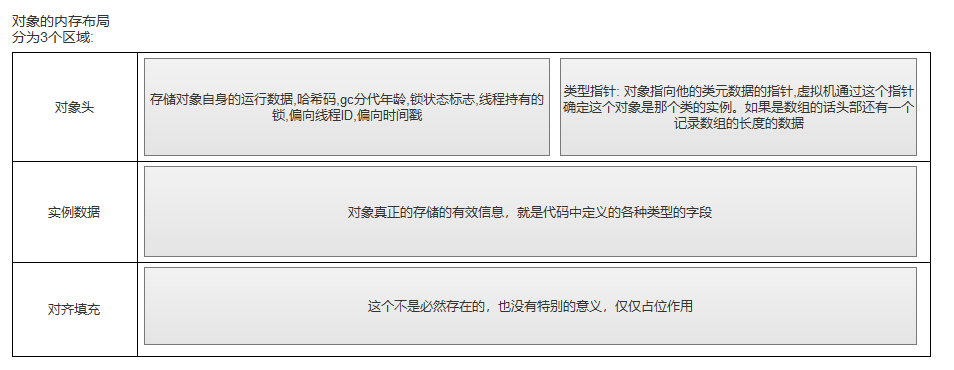 对象的内存布局
分为3个区域:
对象头
存储对象自身的运行数据,哈希码,gc分代年龄,锁状态标志,线程持有的
锁,偏向线程ID,偏向时间戳
类型指针: 对象指向他的类元数据的指针,虚拟机通过这个指针
确定这个对象是那个类的实例。如果是数组的话头部还有一个
记录数组的长度的数据
实例数据
对象真正的存储的有效信息，就是代码中定义的各种类型的字段
对齐填充
这个不是必然存在的，也没有特别的意义，仅仅占位作用